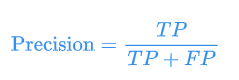 Precision = TP / (TP + FP)